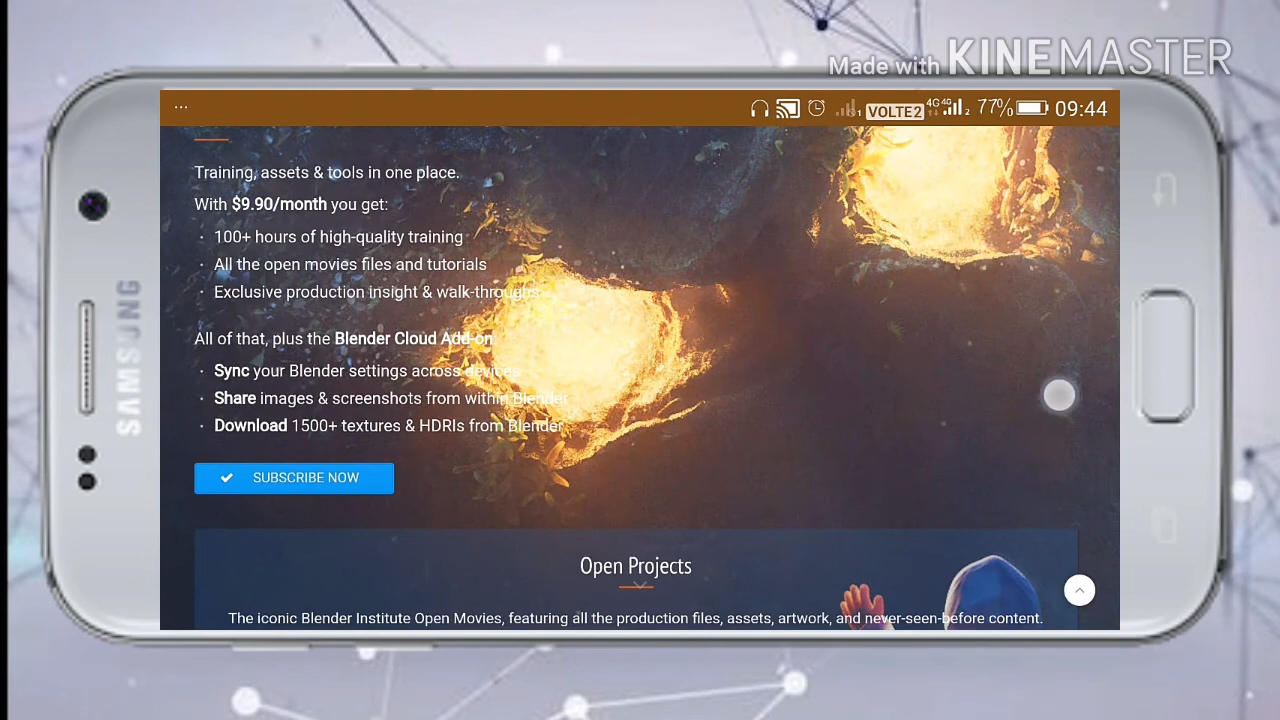 Made with KINEMASTER
... 1 VOLTE2 4G 4G 2 77% 09:44
Training, assets & tools in one place.
With $9.90/month you get:
· 100+ hours of high-quality training
· All the open movies files and tutorials
· Exclusive production insight & walk-throughs
All of that, plus the Blender Cloud Add-on:
· Sync your Blender settings across devices
· Share images & screenshots from within Blender
· Download 1500+ textures & HDRIs from Blender
SUBSCRIBE NOW
Open Projects
The iconic Blender Institute Open Movies, featuring all the production files, assets, artwork, and never-seen-before content.
SAMSUNG